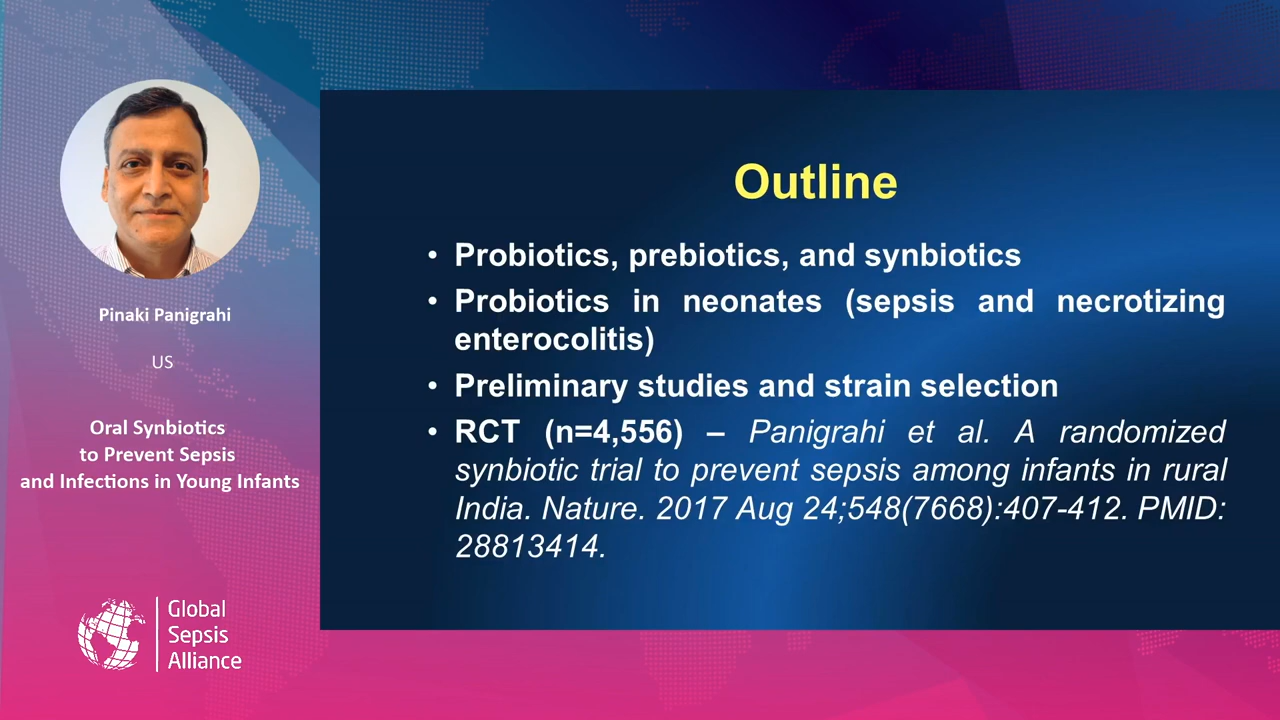 Pinaki Panigrahi
US
Oral Synbiotics
to Prevent Sepsis
and Infections in Young Infants
Global
Sepsis
Alliance
Outline
• Probiotics, prebiotics, and synbiotics
• Probiotics in neonates (sepsis and necrotizing
enterocolitis)
• Preliminary studies and strain selection
• RCT (n=4,556) – Panigrahi et al. A randomized
synbiotic trial to prevent sepsis among infants in rural
India. Nature. 2017 Aug 24;548(7668):407-412. PMID:
28813414.